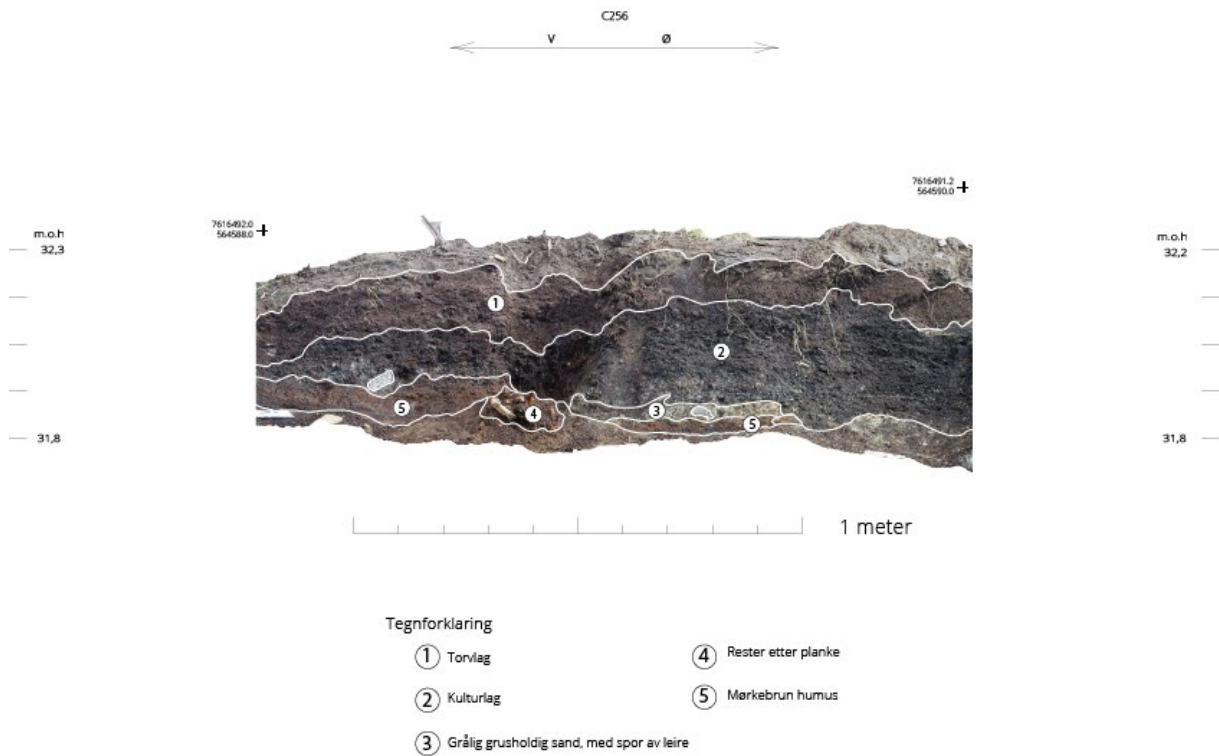 C256
V Ø
7616491.2
564590.0
7616492.0
564588.0
m.o.h
32,3
m.o.h
32,2
1
2
5
4
3
5
31,8
31,8
1 meter
Tegnforklaring
1 Torvlag
2 Kulturlag
3 Grålig grusholdig sand, med spor av leire
4 Rester etter planke
5 Mørkebrun humus